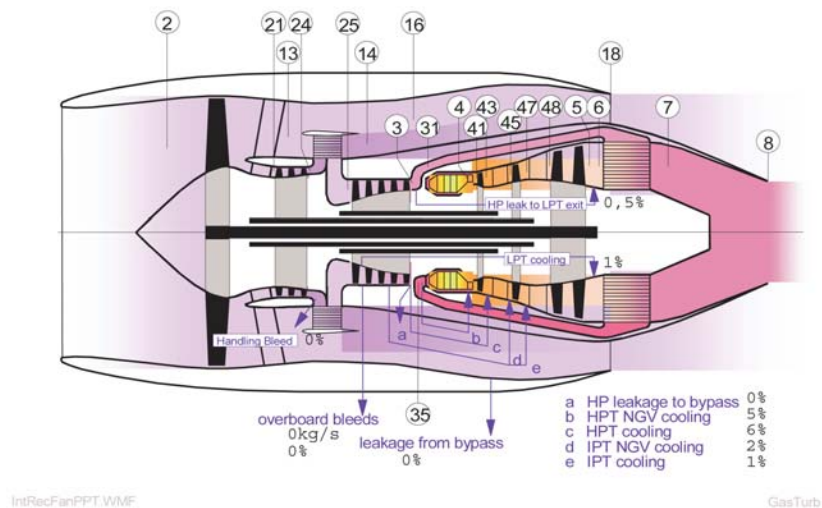 2
21
24
13
25
14
16
18
3
31
4
43
41
45
47
48
5
6
7
8
HP leak to LPT exit
0,5%
LPT cooling
1%
Handling Bleed
0%
a
b
c
d
e
35
overboard bleeds
0kg/s
0%
leakage from bypass
0%
a HP leakage to bypass 0%
b HPT NGV cooling 5%
c HPT cooling 6%
d IPT NGV cooling 2%
e IPT cooling 1%
IntRecFanPPT.WMF
GasTurb